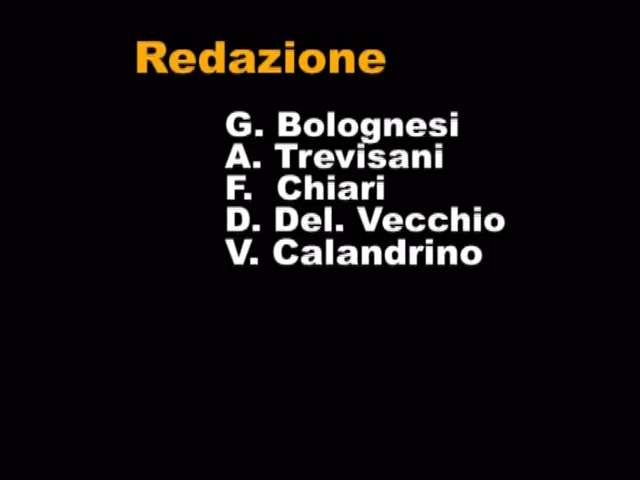 Redazione
G. Bolognesi
A. Trevisani
F. Chiari
D. Del. Vecchio
V. Calandrino